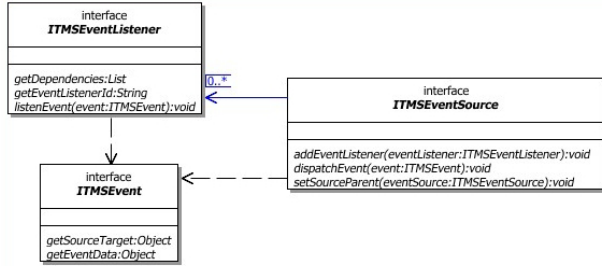 interface
ITMSEventListener
getDependencies:List
getEventListenerId:String
listenEvent(event:ITMSEvent):void
0..*
interface
ITMSEventSource
addEventListener(eventListener:ITMSEventListener):void
dispatchEvent(event:ITMSEvent):void
setSourceParent(eventSource:ITMSEventSource):void
interface
ITMSEvent
getSourceTarget:Object
getEventData:Object